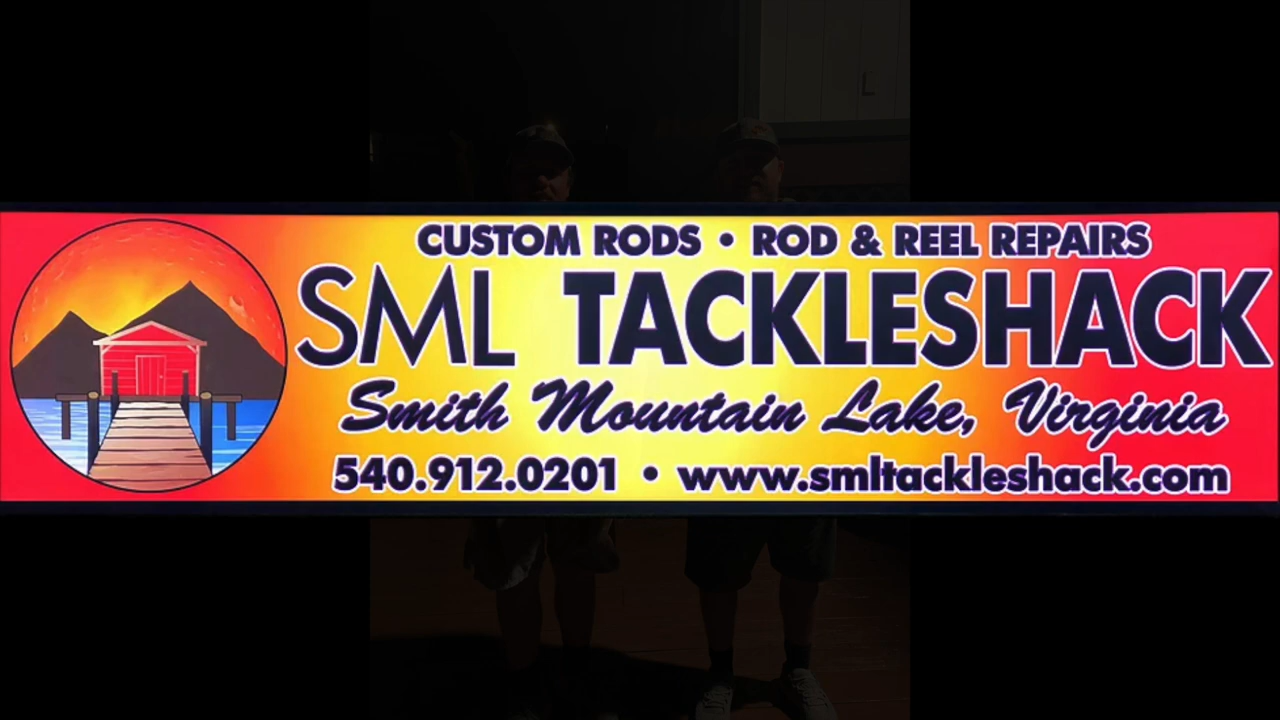 CUSTOM RODS • ROD & REEL REPAIRS
SML TACKLESHACK
Smith Mountain Lake, Virginia
540.912.0201 • www.smltackleshack.com